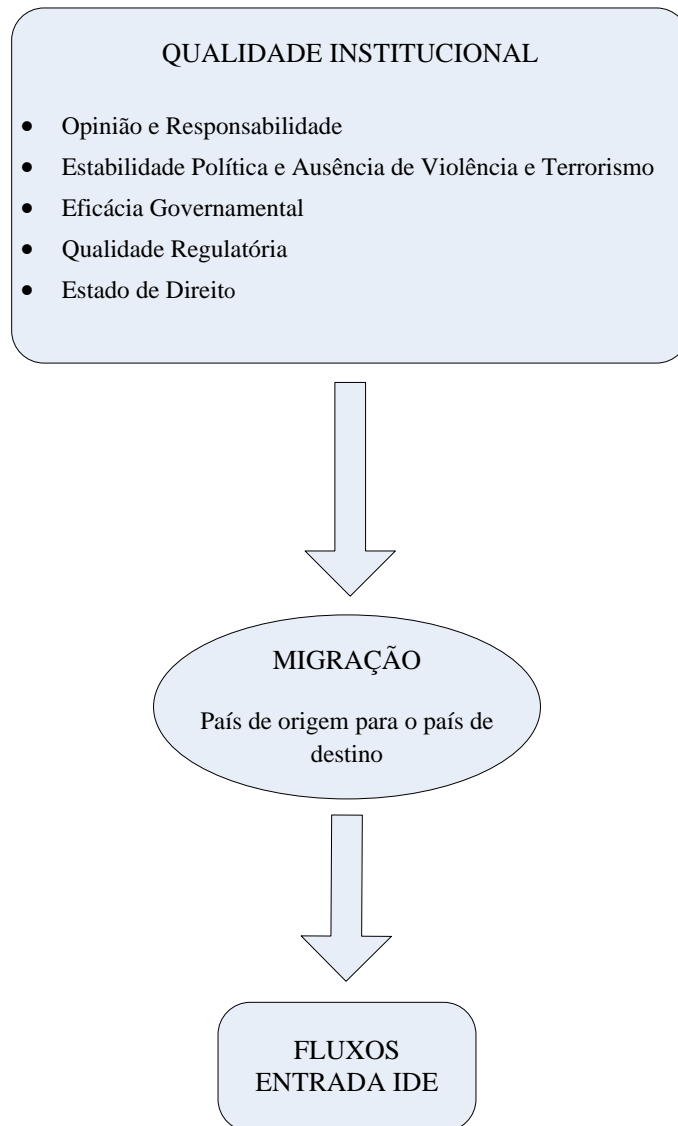 QUALIDADE INSTITUCIONAL
• Opinião e Responsabilidade
• Estabilidade Política e Ausência de Violência e Terrorismo
• Eficácia Governamental
• Qualidade Regulatória
• Estado de Direito
MIGRAÇÃO
País de origem para o país de
destino
FLUXOS
ENTRADA IDE